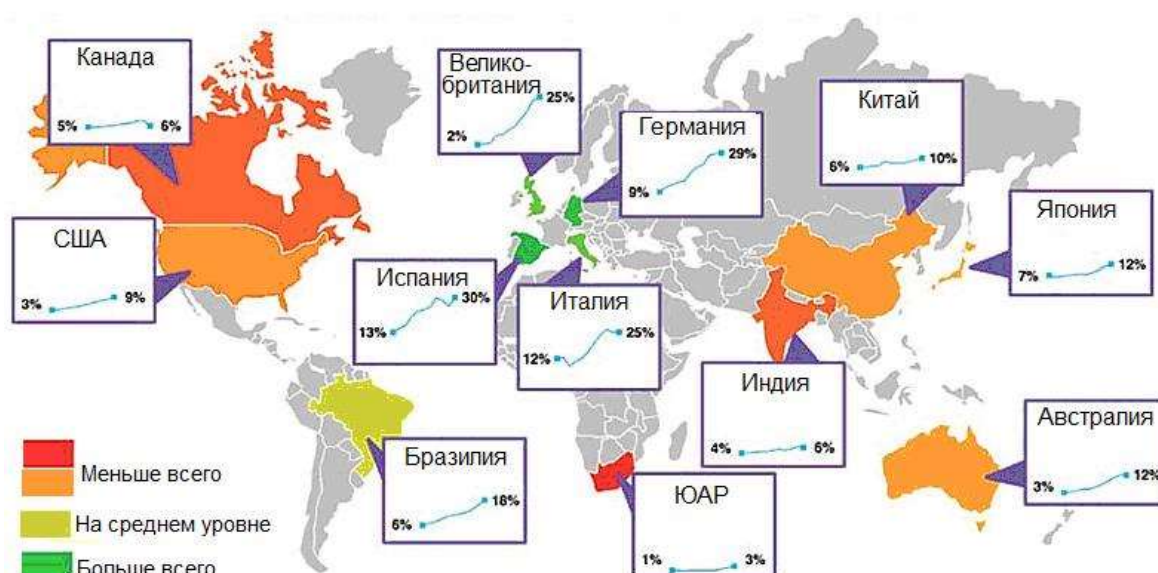 Канада
5% 6%
Велико-
британия
25%
2%
Германия
29%
9%
Китай
6% 10%
Япония
7% 12%
США
3% 9%
Испания
30%
13%
Италия
25%
12%
Индия
4% 6%
Австралия
3% 12%
Бразилия
18%
6%
ЮАР
1% 3%
Меньше всего
На среднем уровне
Больше всего